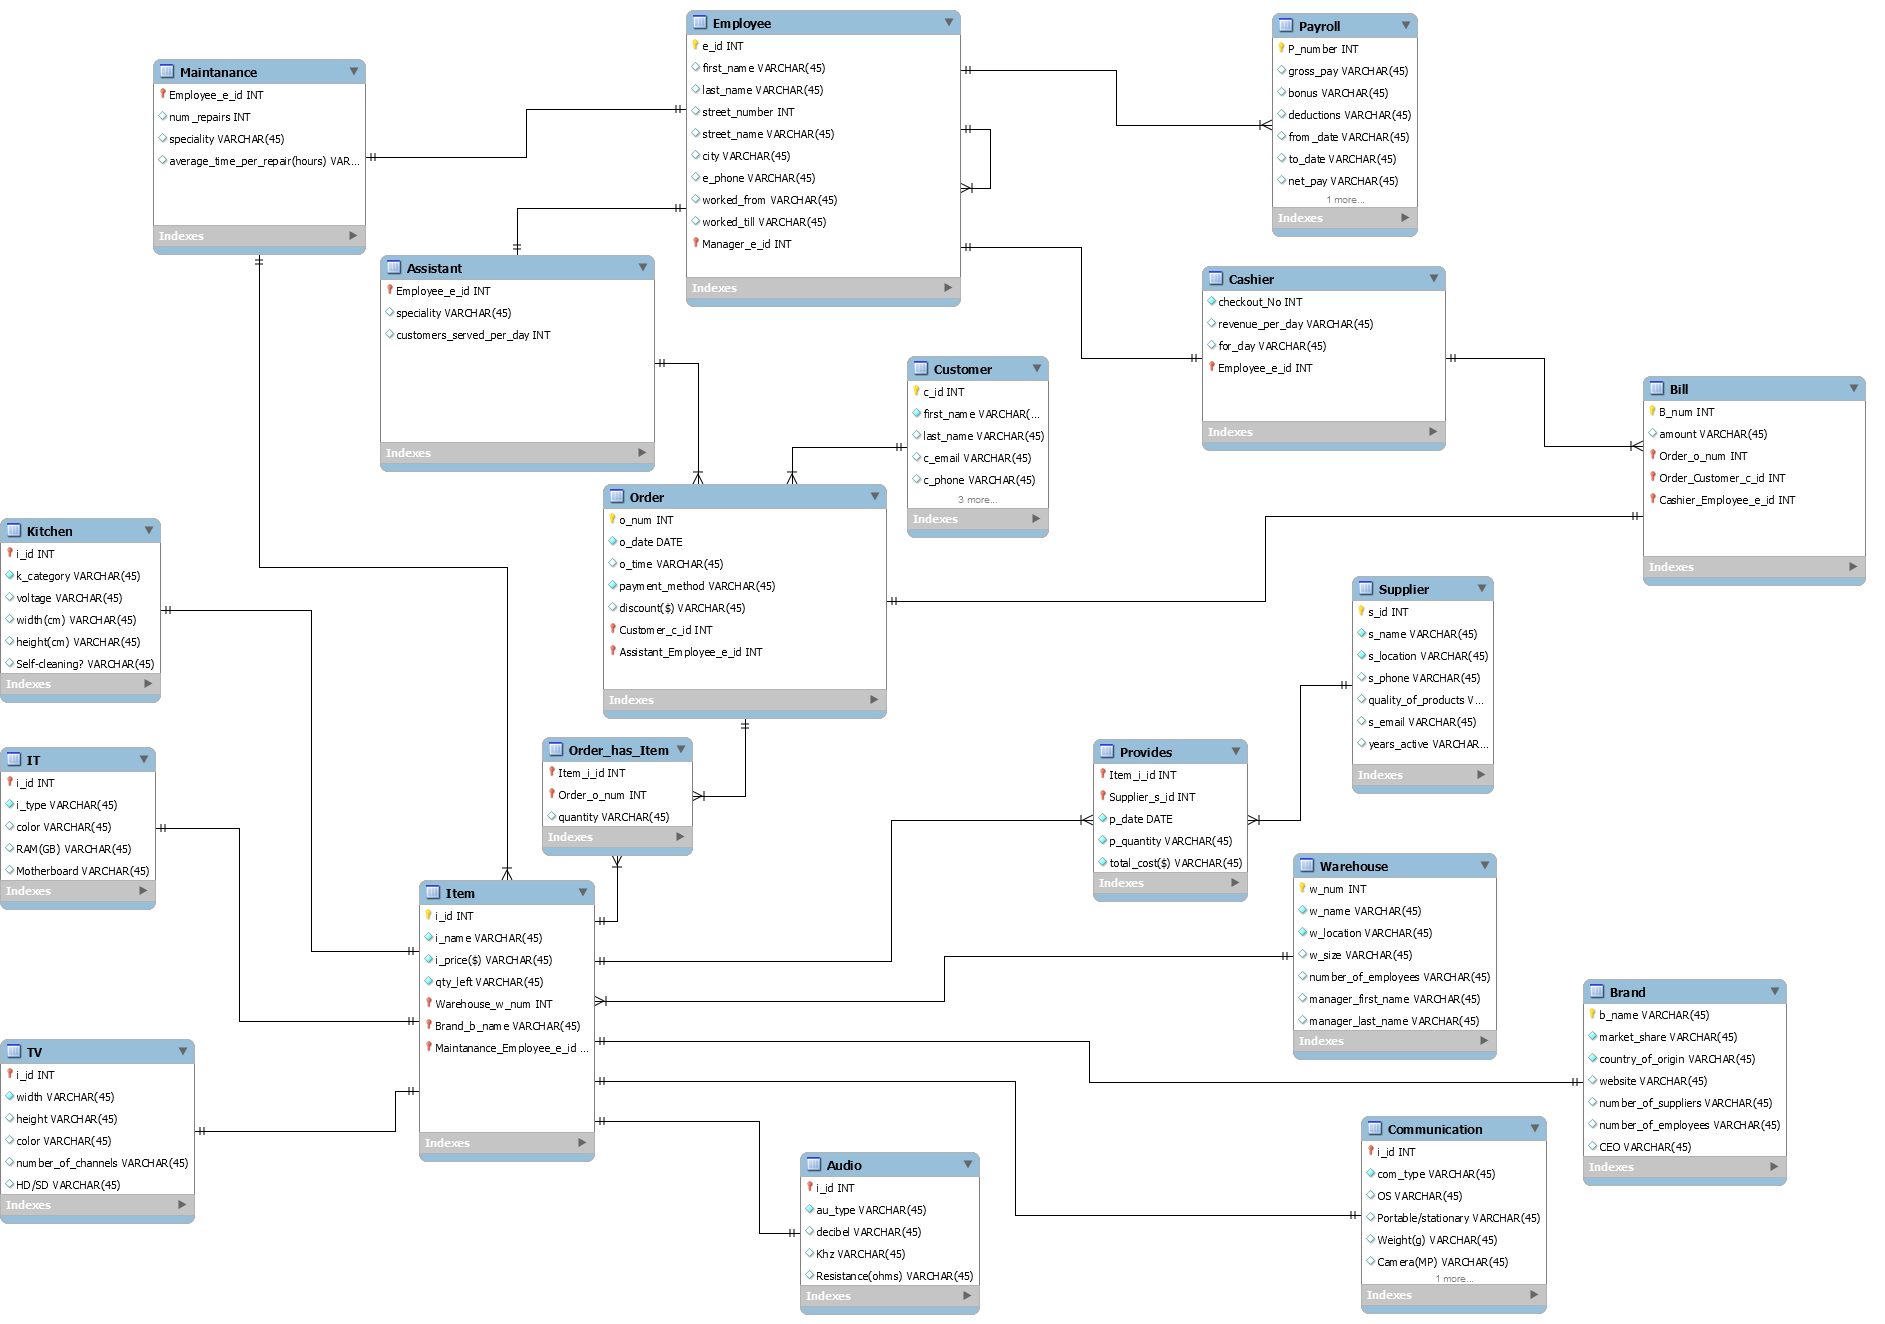 Employee
e_id INT
first_name VARCHAR(45)
last_name VARCHAR(45)
street_number INT
street_name VARCHAR(45)
city VARCHAR(45)
e_phone VARCHAR(45)
worked_from VARCHAR(45)
worked_till VARCHAR(45)
Manager_e_id INT
Indexes
Payroll
P_number INT
gross_pay VARCHAR(45)
bonus VARCHAR(45)
deductions VARCHAR(45)
from_date VARCHAR(45)
to_date VARCHAR(45)
net_pay VARCHAR(45)
1 more...
Indexes
Maintanance
Employee_e_id INT
num_repairs INT
speciality VARCHAR(45)
average_time_per_repair(hours) VAR...
Indexes
Assistant
Employee_e_id INT
speciality VARCHAR(45)
customers_served_per_day INT
Indexes
Cashier
checkout_No INT
revenue_per_day VARCHAR(45)
for_day VARCHAR(45)
Employee_e_id INT
Indexes
Customer
c_id INT
first_name VARCHAR(...
last_name VARCHAR(45)
c_email VARCHAR(45)
c_phone VARCHAR(45)
3 more...
Indexes
Bill
B_num INT
amount VARCHAR(45)
Order_o_num INT
Order_Customer_c_id INT
Cashier_Employee_e_id INT
Indexes
Order
o_num INT
o_date DATE
o_time VARCHAR(45)
payment_method VARCHAR(45)
discount($) VARCHAR(45)
Customer_c_id INT
Assistant_Employee_e_id INT
Indexes
Kitchen
i_id INT
k_category VARCHAR(45)
voltage VARCHAR(45)
width(cm) VARCHAR(45)
height(cm) VARCHAR(45)
Self-cleaning? VARCHAR(45)
Indexes
Supplier
s_id INT
s_name VARCHAR(45)
s_location VARCHAR(45)
s_phone VARCHAR(45)
quality_of_products V...
s_email VARCHAR(45)
years_active VARCHAR...
Indexes
Order_has_Item
Item_i_id INT
Order_o_num INT
quantity VARCHAR(45)
Indexes
Provides
Item_i_id INT
Supplier_s_id INT
p_date DATE
p_quantity VARCHAR(45)
total_cost($) VARCHAR(45)
Indexes
IT
i_id INT
i_type VARCHAR(45)
color VARCHAR(45)
RAM(GB) VARCHAR(45)
Motherboard VARCHAR(45)
Indexes
Warehouse
w_num INT
w_name VARCHAR(45)
w_location VARCHAR(45)
w_size VARCHAR(45)
number_of_employees VARCHAR(45)
manager_first_name VARCHAR(45)
manager_last_name VARCHAR(45)
Indexes
Item
i_id INT
i_name VARCHAR(45)
i_price($) VARCHAR(45)
qty_left VARCHAR(45)
Warehouse_w_num INT
Brand_b_name VARCHAR(45)
Maintanance_Employee_e_id ...
Indexes
Brand
b_name VARCHAR(45)
market_share VARCHAR(45)
country_of_origin VARCHAR(45)
website VARCHAR(45)
number_of_suppliers VARCHAR(45)
number_of_employees VARCHAR(45)
CEO VARCHAR(45)
Indexes
TV
i_id INT
width VARCHAR(45)
height VARCHAR(45)
color VARCHAR(45)
number_of_channels VARCHAR(45)
HD/SD VARCHAR(45)
Indexes
Communication
i_id INT
com_type VARCHAR(45)
OS VARCHAR(45)
Portable/stationary VARCHAR(45)
Weight(g) VARCHAR(45)
Camera(MP) VARCHAR(45)
1 more...
Indexes
Audio
i_id INT
au_type VARCHAR(45)
decibel VARCHAR(45)
Khz VARCHAR(45)
Resistance(ohms) VARCHAR(45)
Indexes